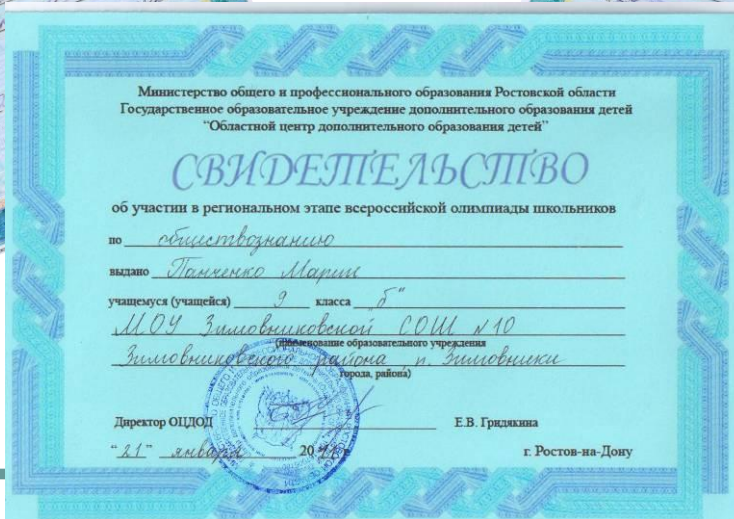 Министерство общего и профессионального образования Ростовской области
Государственное образовательное учреждение дополнительного образования детей
"Областной центр дополнительного образования детей"
СВИДЕТЕЛЬСТВО
об участии в региональном этапе всероссийской олимпиады школьников
по обществознанию
выдано Панченко Марии
учащемуся (учащейся) 9 класса "б"
МОУ Зимовниковской СОШ №10
(наименование образовательного учреждения
Зимовниковского района п. Зимовники
города, района)
Директор ОЦДОД Е.В. Гридякина
"21" января 20 г. Ростов-на-Дону